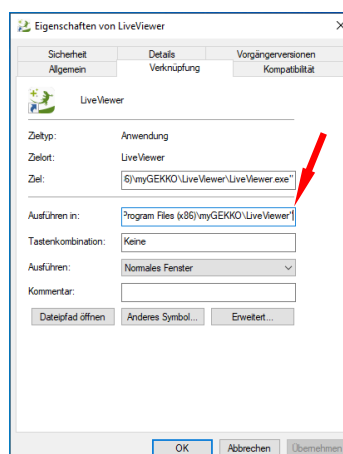 Eigenschaften von LiveViewer
Sicherheit Details Vorgängerversionen
Allgemein Verknüpfung Kompatibilität
LiveViewer
Zieltyp: Anwendung
Zielort: LiveViewer
Ziel: 6)\myGEKKO\LiveViewer\LiveViewer.exe"
Ausführen in: Program Files (x86)\myGEKKO\LiveViewer"
Tastenkombination: Keine
Ausführen: Normales Fenster
Kommentar:
Dateipfad öffnen Anderes Symbol... Erweitert...
OK Abbrechen Übernehmen